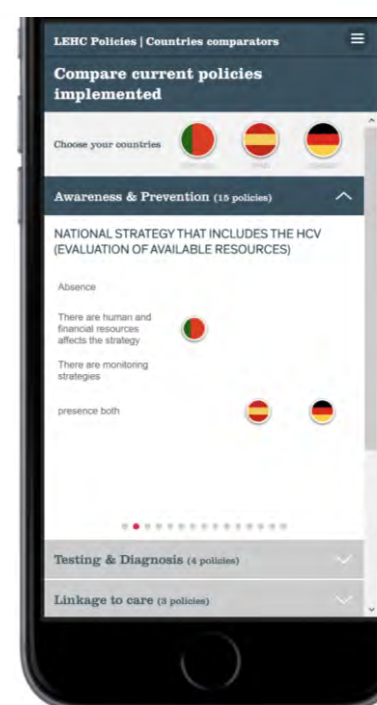 LEHC Policies | Countries comparators
Compare current policies
implemented
Choose your countries
Awareness & Prevention (15 policies)
NATIONAL STRATEGY THAT INCLUDES THE HCV
(EVALUATION OF AVAILABLE RESOURCES)
Absence
There are human and
financial resources
affects the strategy
There are monitoring
strategies
presence both
Testing & Diagnosis (4 policies)
Linkage to care (3 policies)